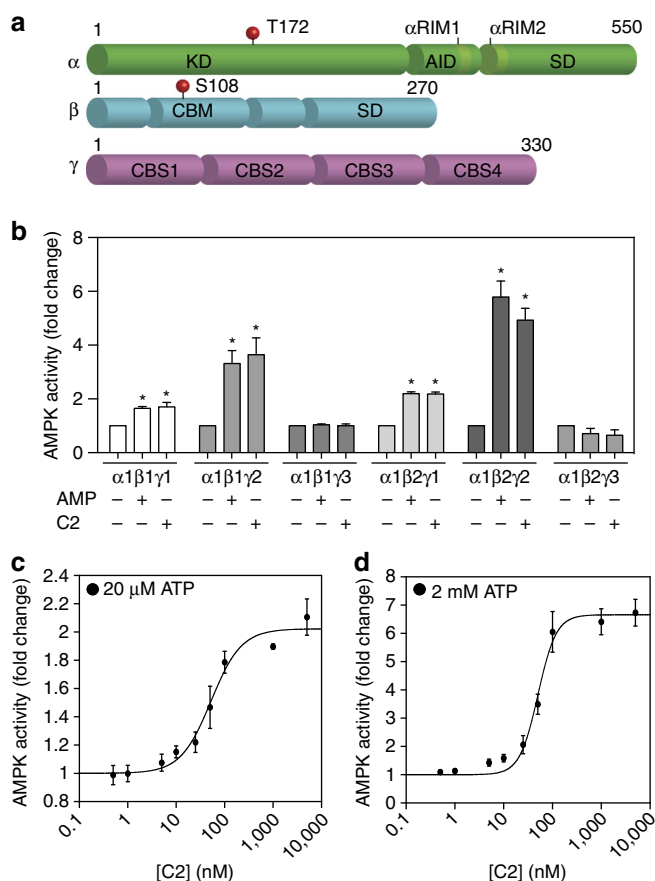 a
1 T172 αRIM1 αRIM2 550
α KD AID SD
1 S108 270
β CBM SD
1 330
γ CBS1 CBS2 CBS3 CBS4
b
AMPK activity (fold change)
8
6
4
2
0
* * * * * * * *
α1β1γ1 α1β1γ2 α1β1γ3 α1β2γ1 α1β2γ2 α1β2γ3
AMP – + – – + – – + – – + – – + – – + –
C2 – – + – – + – – + – – + – – + – – +
c
20 μM ATP
AMPK activity (fold change)
2.4
2.2
2
1.8
1.6
1.4
1.2
1
0.8
0.1 1 10 100 1,000 10,000
[C2] (nM)
d
2 mM ATP
AMPK activity (fold change)
8
7
6
5
4
3
2
1
0
0.1 1 10 100 1,000 10,000
[C2] (nM)